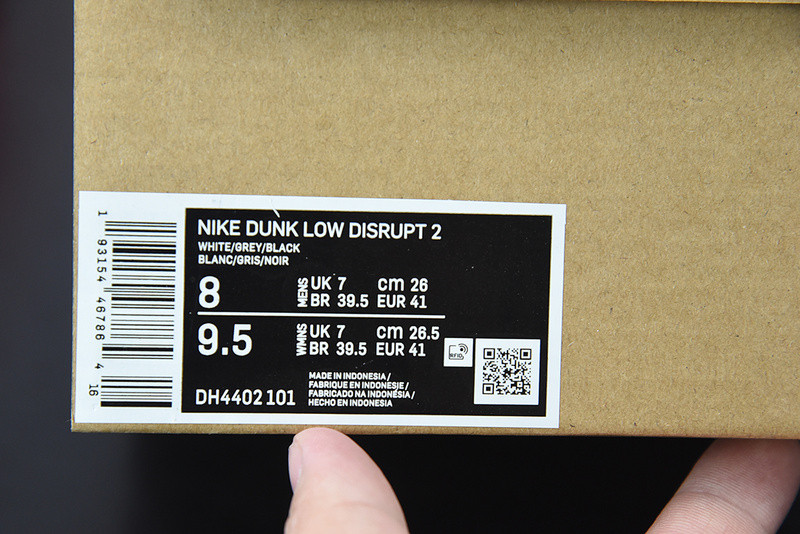 1 93154 46786 4 16
NIKE DUNK LOW DISRUPT 2
WHITE/GREY/BLACK
BLANC/GRIS/NOIR
8 MENS UK 7 cm 26
BR 39.5 EUR 41
9.5 WMNS UK 7 cm 26.5
BR 39.5 EUR 41
RFID
DH4402 101
MADE IN INDONESIA /
FABRIQUE EN INDONESIE /
FABRICADO NA INDONÉSIA /
HECHO EN INDONESIA